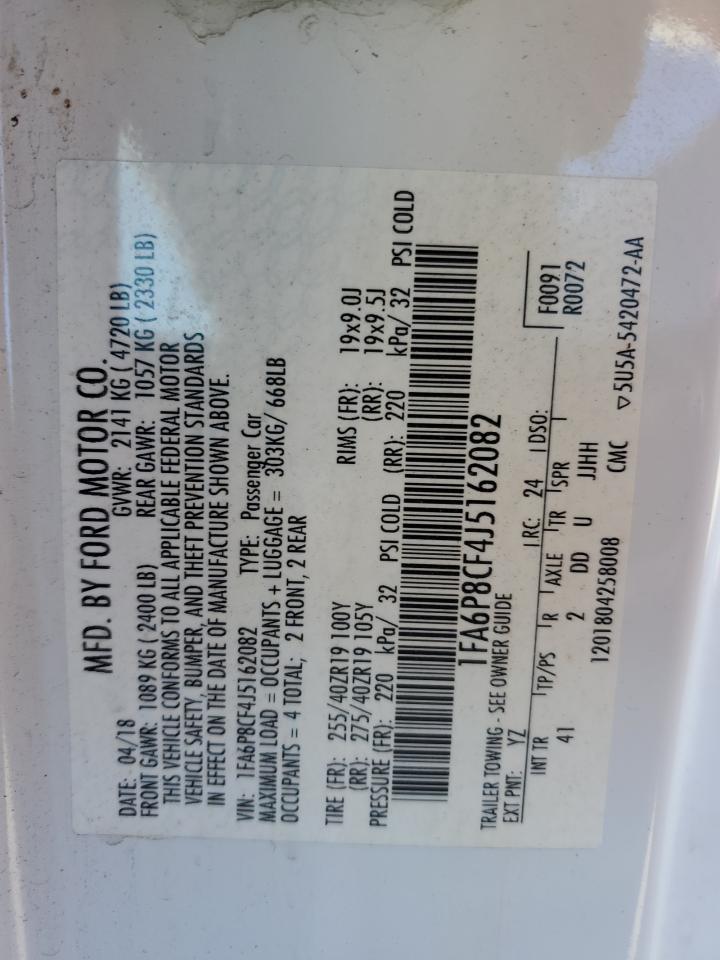 MFD. BY FORD MOTOR CO.
DATE: 04/18 GVWR: 2141 KG ( 4720 LB)
FRONT GAWR: 1089 KG ( 2400 LB) REAR GAWR: 1057 KG ( 2330 LB)
THIS VEHICLE CONFORMS TO ALL APPLICABLE FEDERAL MOTOR
VEHICLE SAFETY, BUMPER, AND THEFT PREVENTION STANDARDS
IN EFFECT ON THE DATE OF MANUFACTURE SHOWN ABOVE.
VIN: 1FA6P8CF4J5162082 TYPE: Passenger Car
MAXIMUM LOAD = OCCUPANTS + LUGGAGE = 303KG/ 668LB
OCCUPANTS = 4 TOTAL; 2 FRONT, 2 REAR
TIRE (FR): 255/40ZR19 100Y RIMS (FR): 19x9.0J
(RR): 275/40ZR19 105Y (RR): 19x9.5J
PRESSURE (FR): 220 kPa/ 32 PSI COLD (RR): 220 kPa/ 32 PSI COLD
1FA6P8CF4J5162082
TRAILER TOWING - SEE OWNER GUIDE
EXT PNT: YZ RC: 24 DSO: F0091
R0072
INT TR TP/PS R AXLE TR SPR
41 2 DD U JJHH
1201804258008 CMC ▽5U5A-5420472-AA